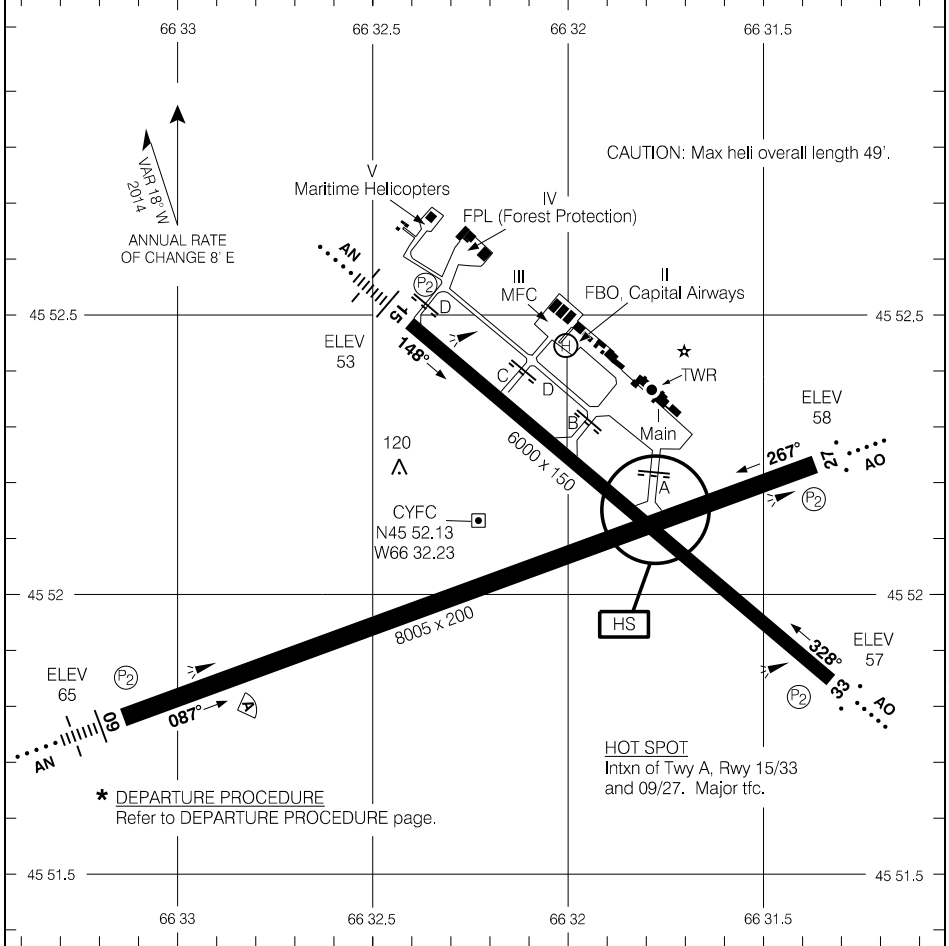 66 33
66 32.5
66 32
66 31.5
CAUTION: Max heli overall length 49'.
VAR 18° W
2014
ANNUAL RATE
OF CHANGE 8' E
V
Maritime Helicopters
IV
FPL (Forest Protection)
III
MFC
II
FBO, Capital Airways
AN
P2
D
45 52.5
45 52.5
15
ELEV
53
148°
H
TWR
C
D
B
I
Main
ELEV
58
6000 x 150
120
A
267°
27
AO
P2
CYFC
N45 52.13
W66 32.23
45 52
45 52
8005 x 200
HS
328°
ELEV
57
33
P2
AO
ELEV
65
P2
09
087°
A
AN
HOT SPOT
Intxn of Twy A, Rwy 15/33
and 09/27. Major tfc.
* DEPARTURE PROCEDURE
Refer to DEPARTURE PROCEDURE page.
45 51.5
45 51.5
66 33
66 32.5
66 32
66 31.5